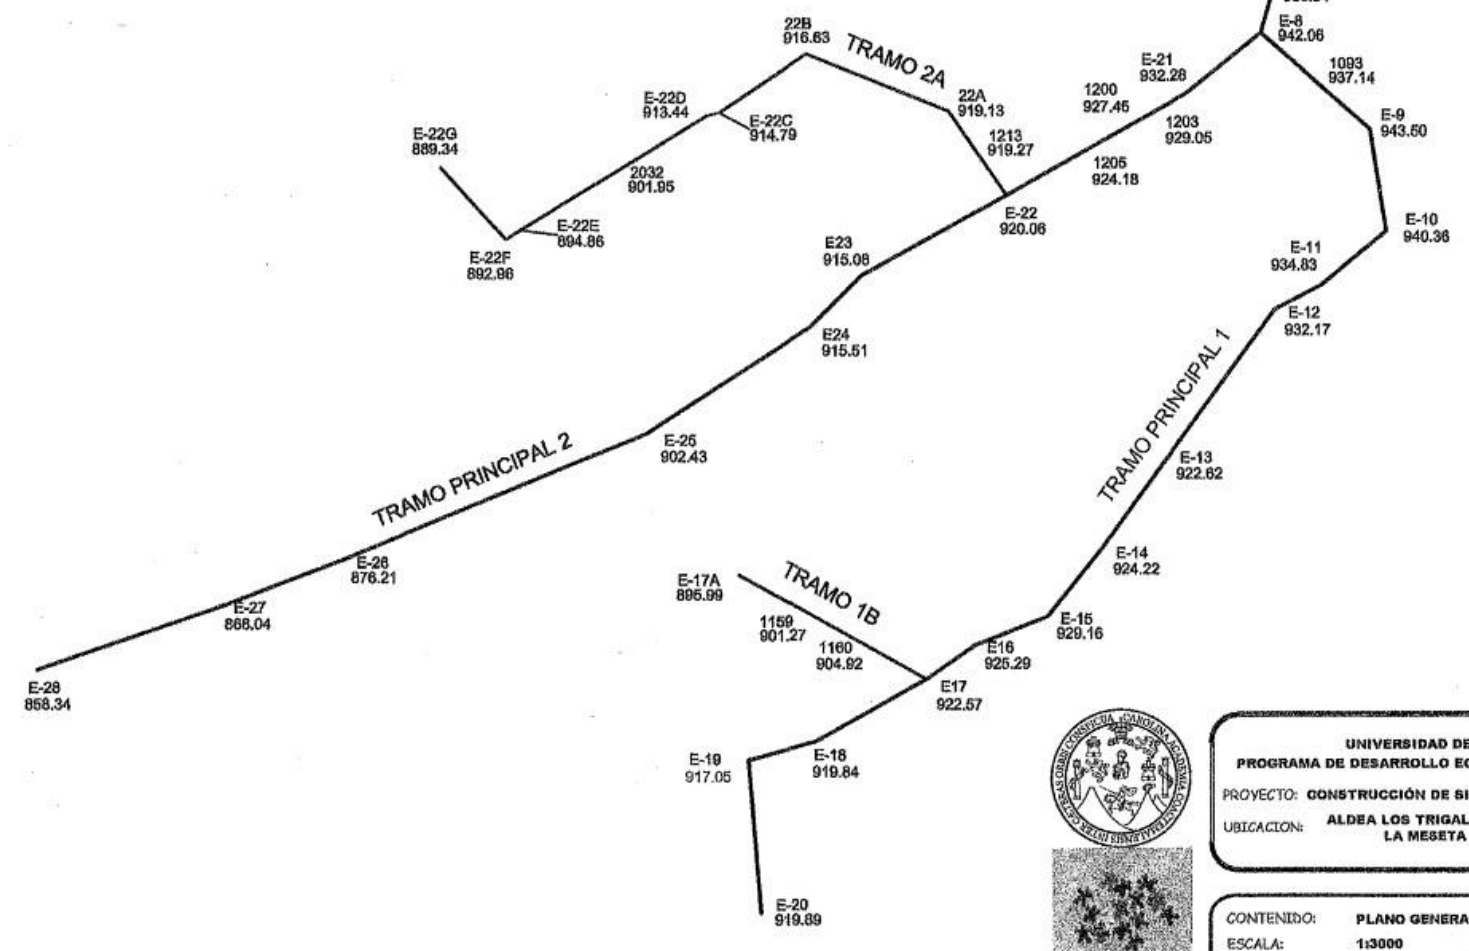 E-8
942.06
22B
916.63
TRAMO 2A
E-21
932.28
1093
937.14
22A
919.13
1200
927.45
E-22D
913.44
E-9
943.50
E-22C
914.79
1203
929.05
E-22G
889.34
1213
919.27
1205
924.18
2032
901.95
E-22
920.06
E-22E
894.86
E-10
940.36
E23
915.08
E-11
934.83
E-22F
892.96
E-12
932.17
E24
915.51
TRAMO PRINCIPAL 1
E-25
902.43
TRAMO PRINCIPAL 2
E-13
922.62
E-26
876.21
E-14
924.22
E-17A
895.99
TRAMO 1B
E-27
868.04
1159
901.27
E-15
929.16
1160
904.92
E16
925.29
E-28
858.34
E17
922.57
E-19
917.05
E-18
919.84
UNIVERSIDAD DE
PROGRAMA DE DESARROLLO
PROYECTO: CONSTRUCCIÓN DE
UBICACION: ALDEA LOS
LA MESETA
E-20
919.89
CONTENIDO: PLANO
ESCALA: 1:3000